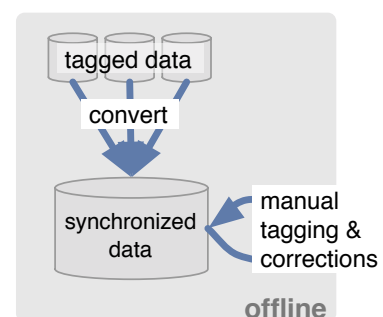 tagged data
convert
synchronized
data
manual
tagging &
corrections
offline